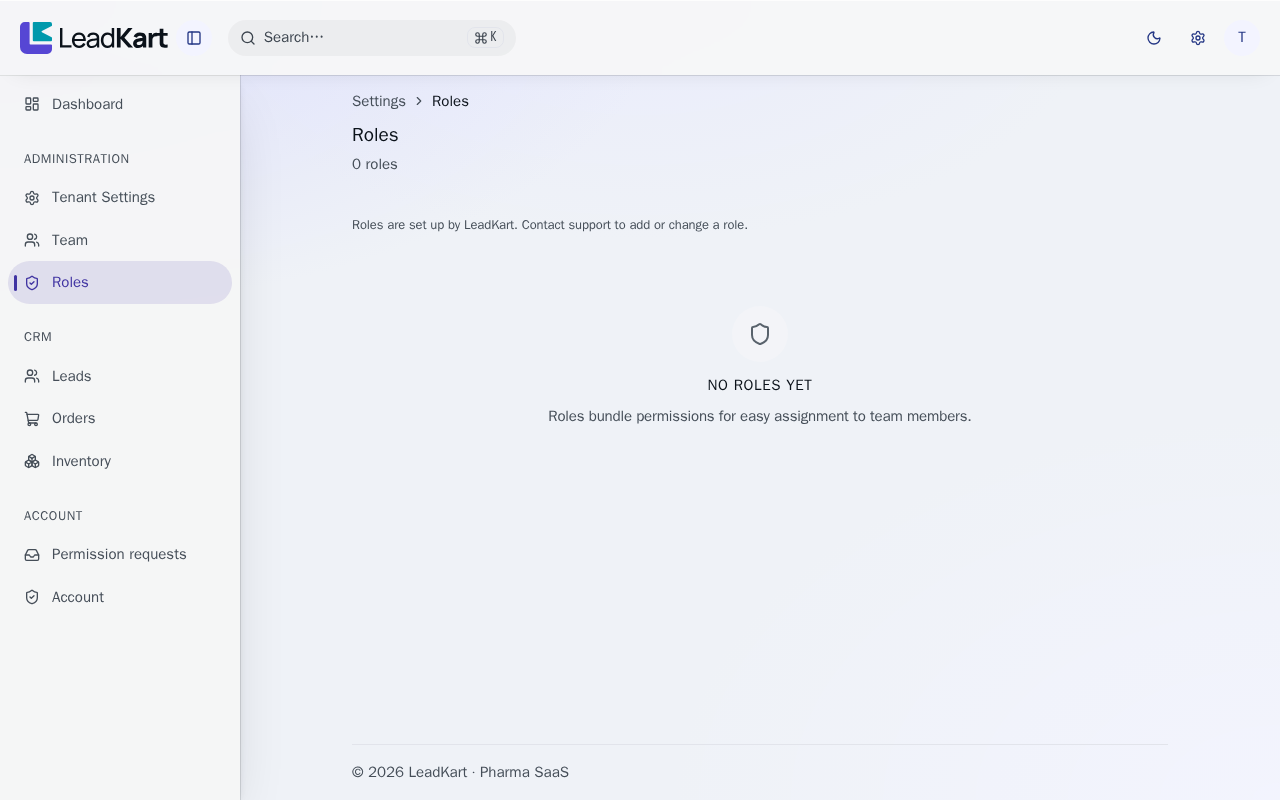 LeadKart
Search…
⌘K
T
Dashboard
ADMINISTRATION
Tenant Settings
Team
Roles
CRM
Leads
Orders
Inventory
ACCOUNT
Permission requests
Account
Settings > Roles
Roles
0 roles
Roles are set up by LeadKart. Contact support to add or change a role.
NO ROLES YET
Roles bundle permissions for easy assignment to team members.
© 2026 LeadKart · Pharma SaaS